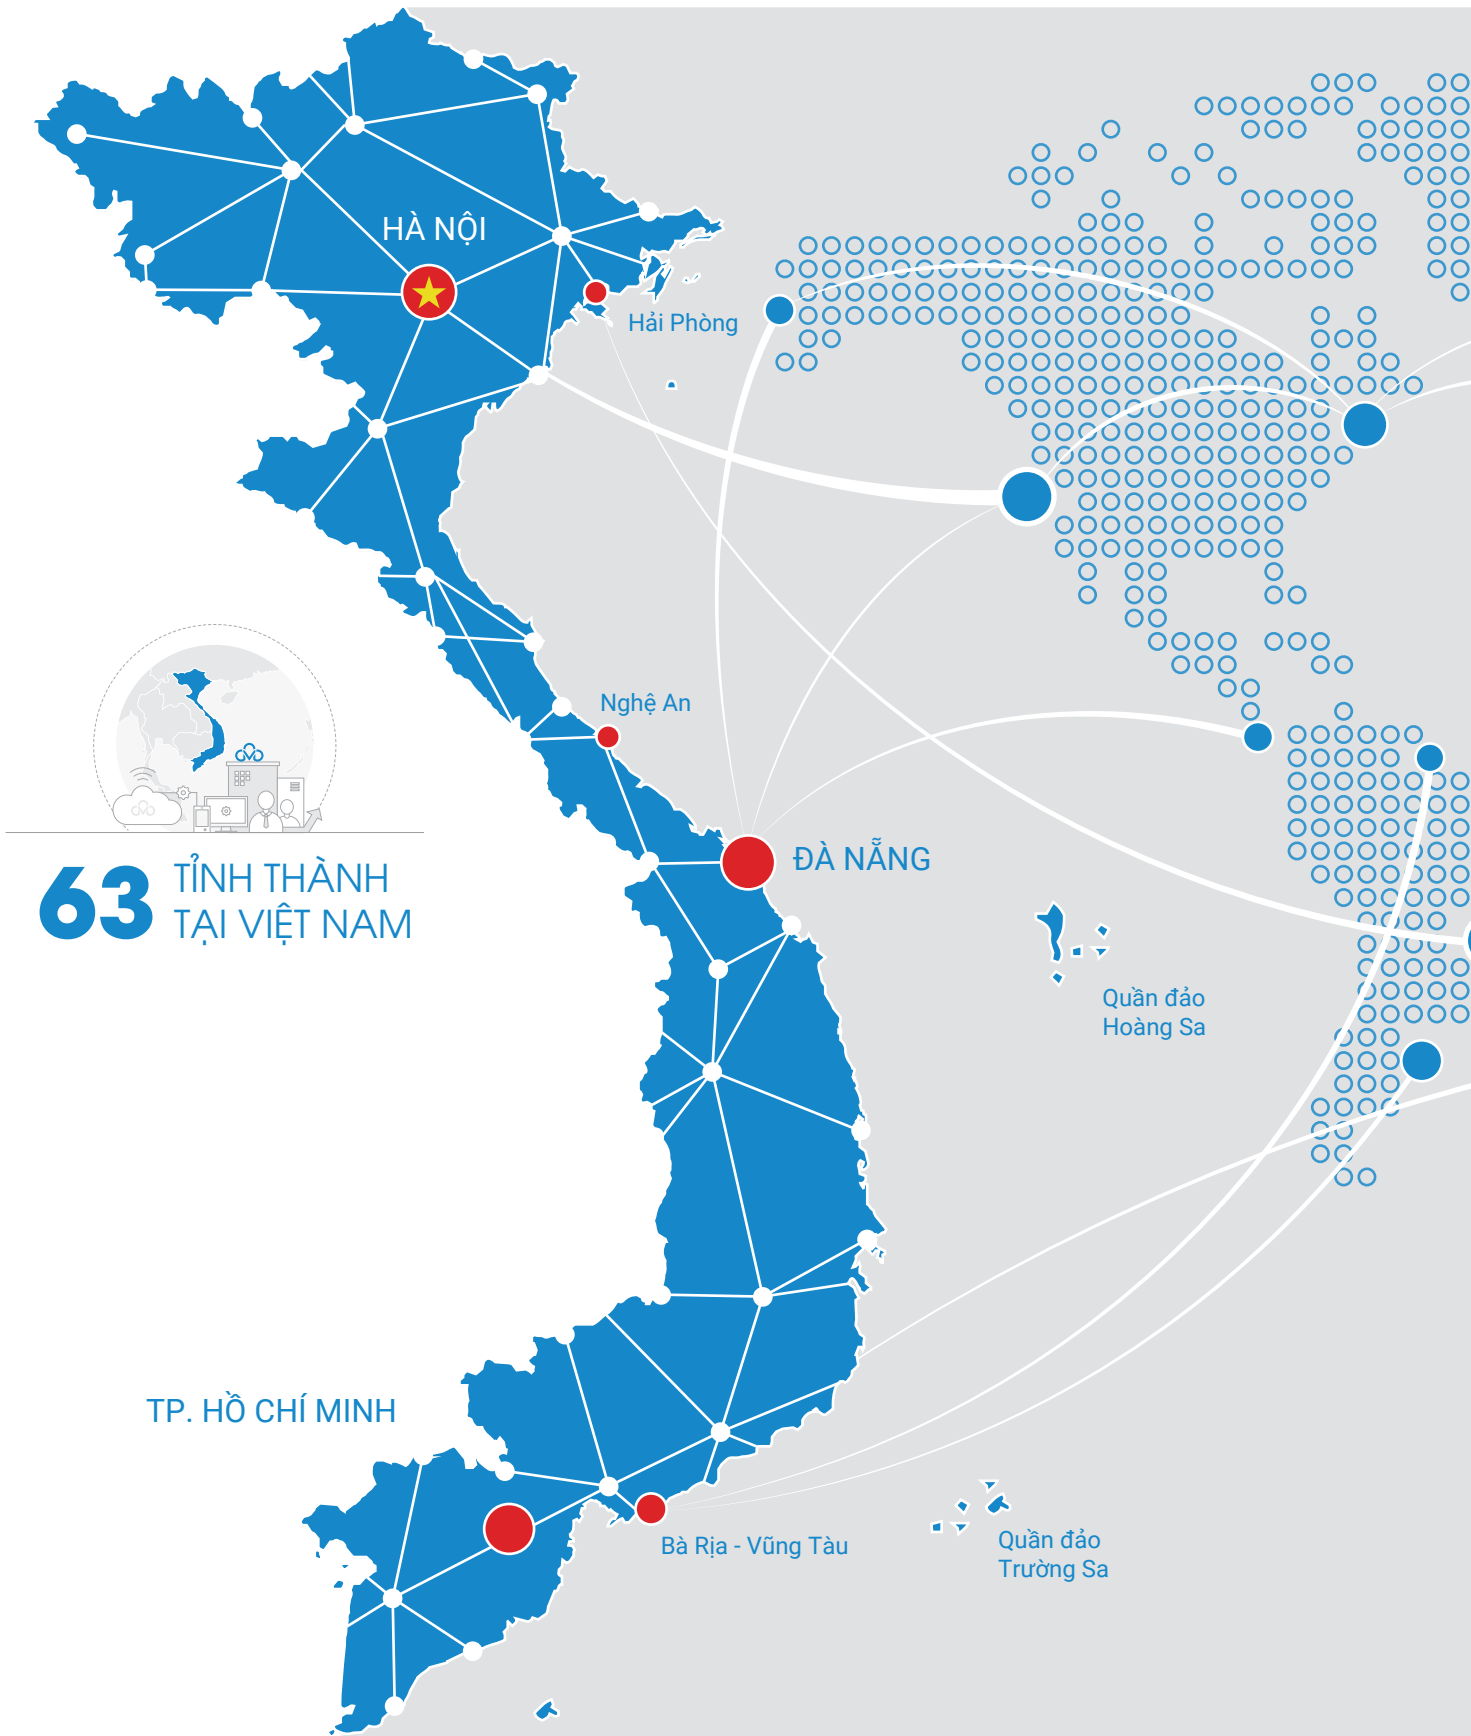 HÀ NỘI
Hải Phòng
Nghệ An
63 TỈNH THÀNH
TẠI VIỆT NAM
ĐÀ NẴNG
Quần đảo
Hoàng Sa
TP. HỒ CHÍ MINH
Bà Rịa - Vũng Tàu
Quần đảo
Trường Sa